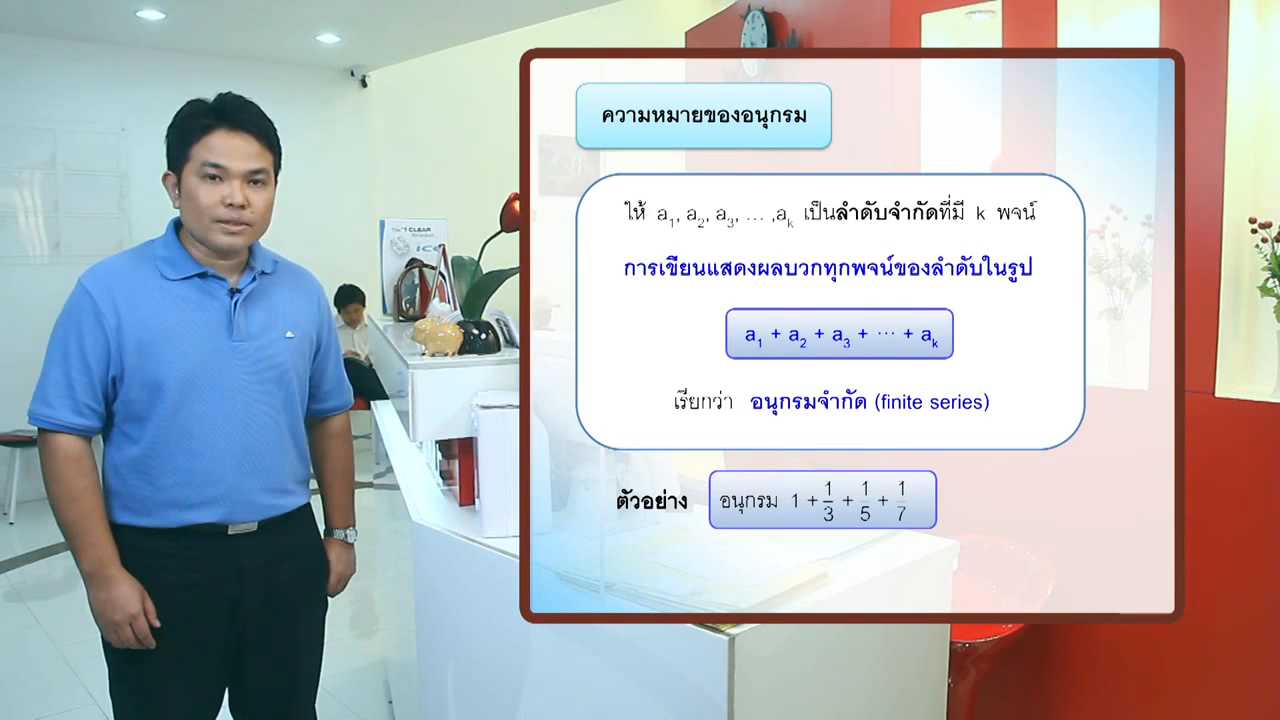 ความหมายของอนุกรม
ให้ a₁, a₂, a₃, … ,aₖ เป็นลำดับจำกัดที่มี k พจน์
การเขียนแสดงผลบวกทุกพจน์ของลำดับในรูป
a₁ + a₂ + a₃ + ⋯ + aₖ
เรียกว่า อนุกรมจำกัด (finite series)
ตัวอย่าง อนุกรม 1 + 1/3 + 1/5 + 1/7
CLEAR
ICE